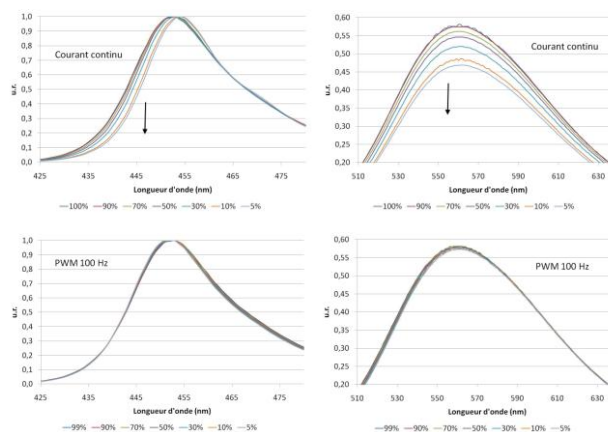 1,0
0,9
0,8
0,7
0,6
0,5
0,4
0,3
0,2
0,1
0,0
u.r.
Courant continu
425 435 445 455 465 475
Longueur d'onde (nm)
100% 90% 70% 50% 30% 10% 5%
0,60
0,55
0,50
0,45
0,40
0,35
0,30
0,25
0,20
u.r.
Courant continu
510 530 550 570 590 610 630
Longueur d'onde (nm)
100% 90% 70% 50% 30% 10% 5%
1,0
0,9
0,8
0,7
0,6
0,5
0,4
0,3
0,2
0,1
0,0
u.r.
PWM 100 Hz
425 435 445 455 465 475
Longueur d'onde (nm)
99% 90% 70% 50% 30% 10% 5%
0,60
0,55
0,50
0,45
0,40
0,35
0,30
0,25
0,20
u.r.
PWM 100 Hz
510 530 550 570 590 610 630
Longueur d'onde (nm)
99% 90% 70% 50% 30% 10% 5%